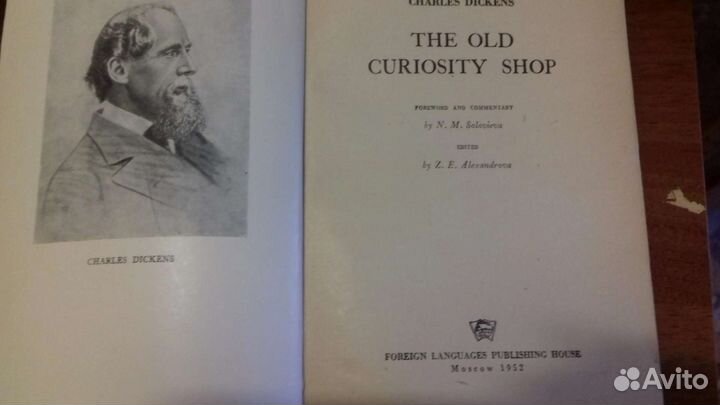 CHARLES DICKENS
CHARLES DICKENS
THE OLD
CURIOSITY SHOP
FOREWORD AND COMMENTARY
by N. M. Solovieva
EDITED
by Z. E. Alexandrova
FOREIGN LANGUAGES PUBLISHING HOUSE
Moscow 1952
Avito